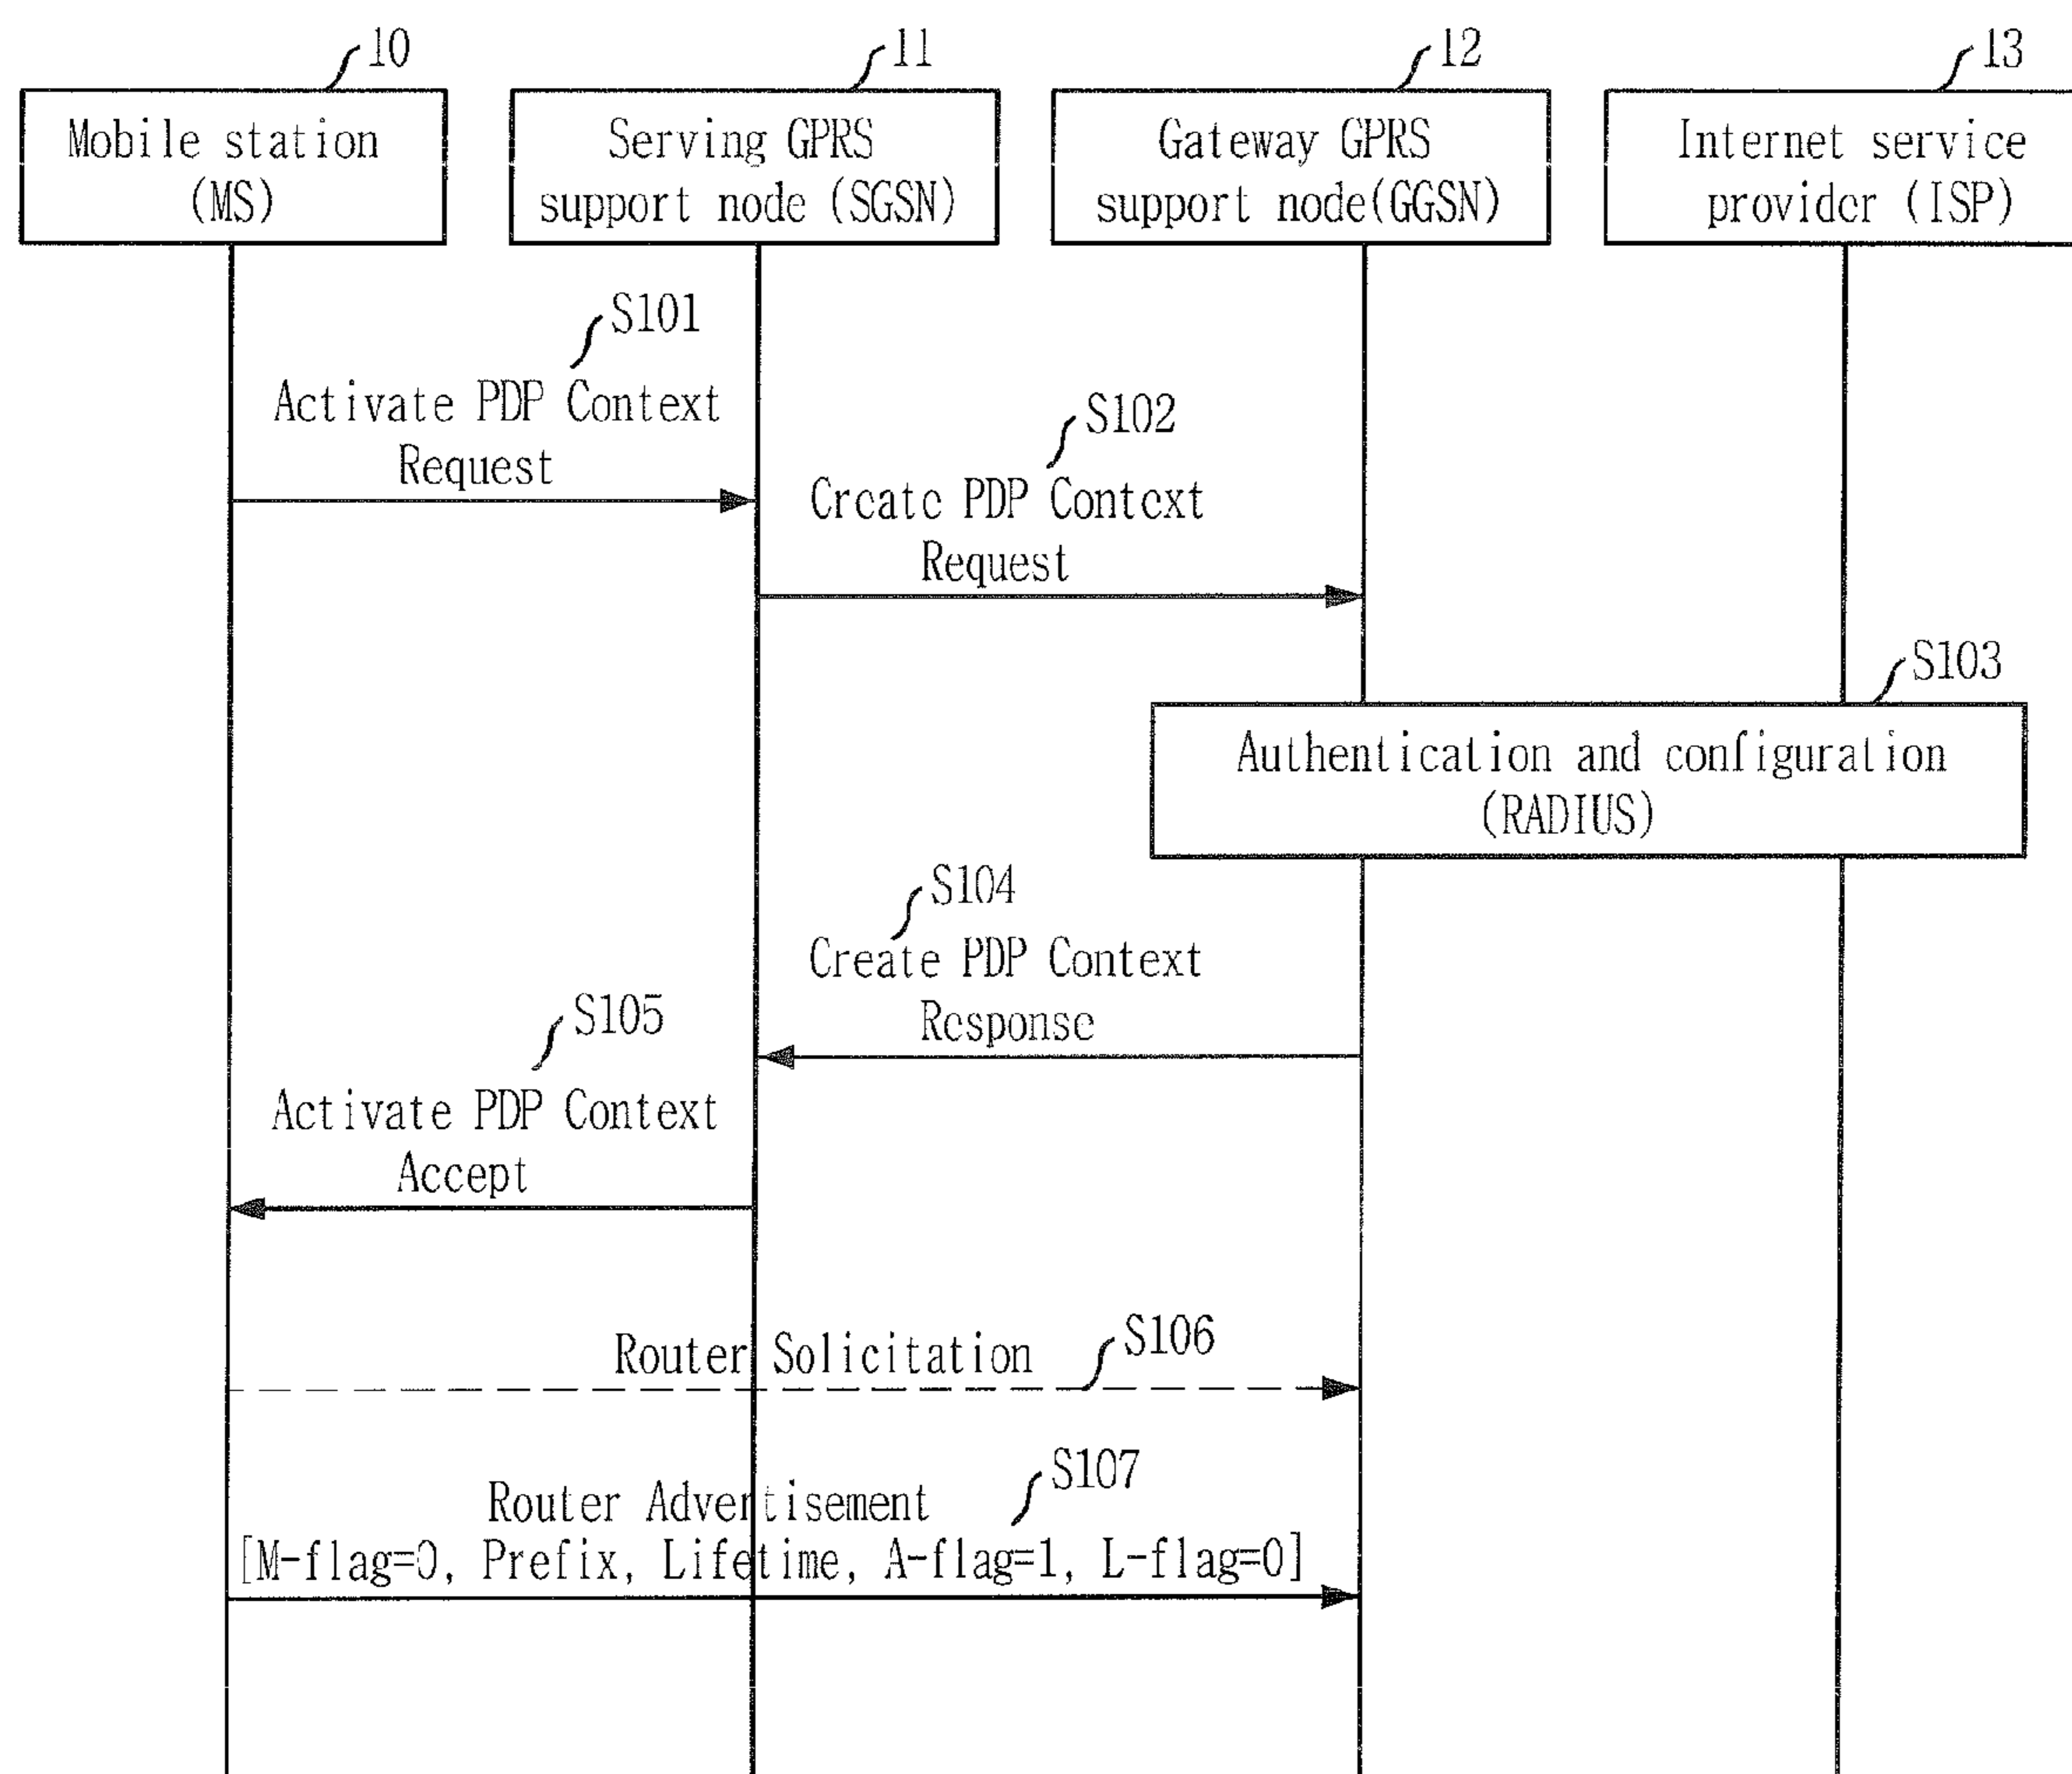 10
11
12
13
Mobile station
(MS)
Serving GPRS
support node (SGSN)
Gateway GPRS
support node(GGSN)
Internet service
provider (ISP)
S101
Activate PDP Context
Request
S102
Create PDP Context
Request
S103
Authentication and configuration
(RADIUS)
S104
Create PDP Context
Response
S105
Activate PDP Context
Accept
Router Solicitation
S106
S107
Router Advertisement
[M-flag=0, Prefix, Lifetime, A-flag=1, L-flag=0]